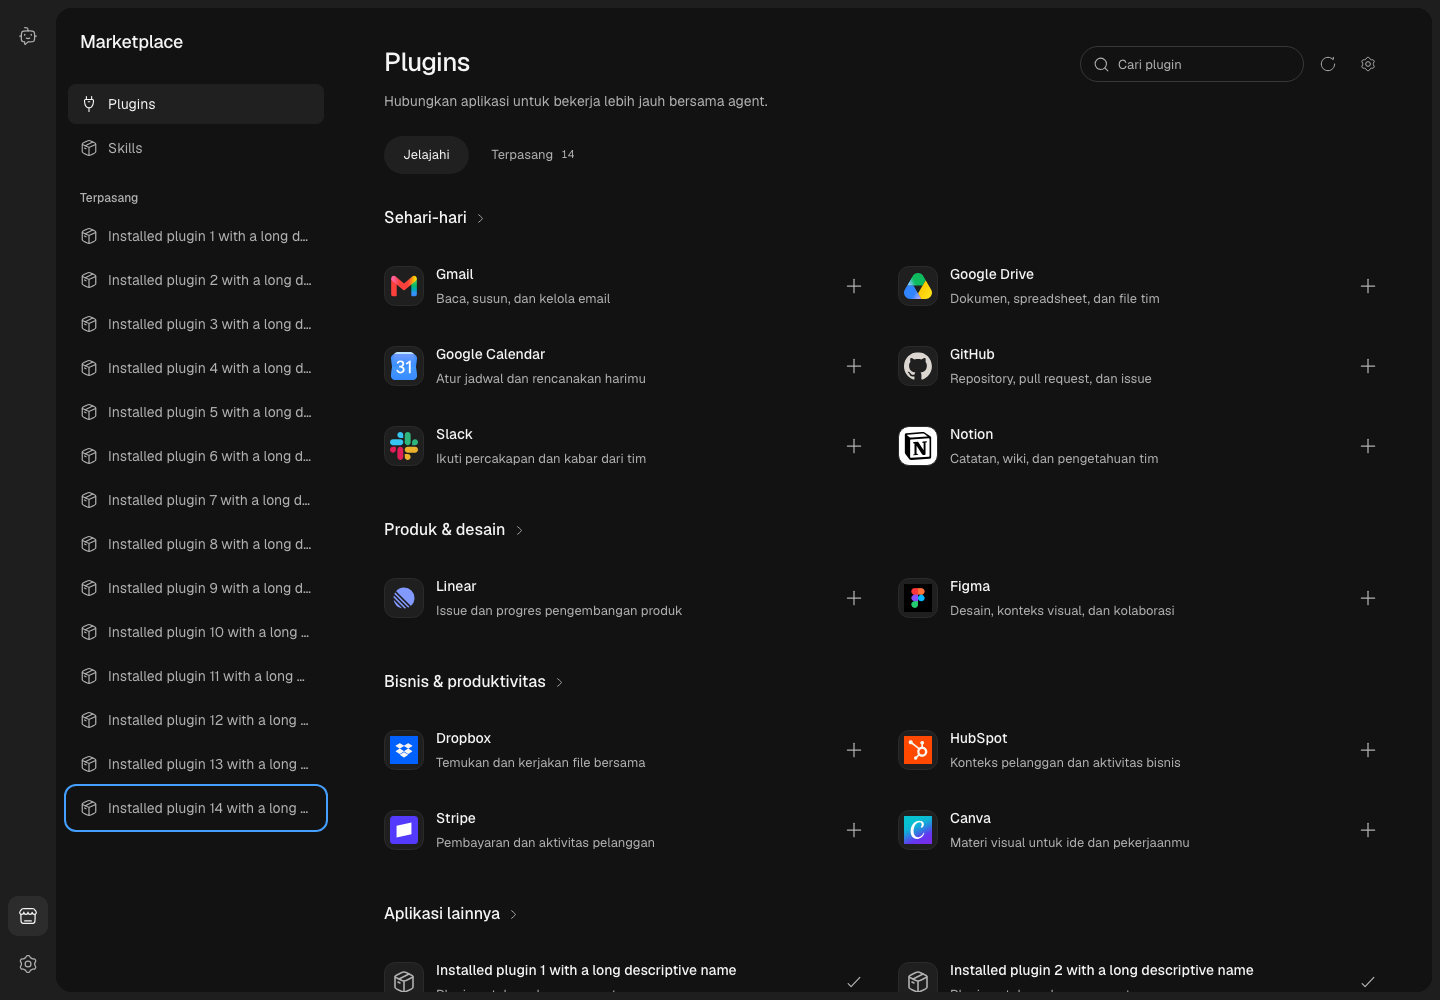 Marketplace
Plugins
Skills
Terpasang
Installed plugin 1 with a long d...
Installed plugin 2 with a long d...
Installed plugin 3 with a long d...
Installed plugin 4 with a long d...
Installed plugin 5 with a long d...
Installed plugin 6 with a long d...
Installed plugin 7 with a long d...
Installed plugin 8 with a long d...
Installed plugin 9 with a long d...
Installed plugin 10 with a long ...
Installed plugin 11 with a long ...
Installed plugin 12 with a long ...
Installed plugin 13 with a long ...
Installed plugin 14 with a long ...
Plugins
Cari plugin
Hubungkan aplikasi untuk bekerja lebih jauh bersama agent.
Jelajahi
Terpasang 14
Sehari-hari
Gmail
Baca, susun, dan kelola email
Google Drive
Dokumen, spreadsheet, dan file tim
31
Google Calendar
Atur jadwal dan rencanakan harimu
GitHub
Repository, pull request, dan issue
Slack
Ikuti percakapan dan kabar dari tim
N
Notion
Catatan, wiki, dan pengetahuan tim
Produk & desain
Linear
Issue dan progres pengembangan produk
Figma
Desain, konteks visual, dan kolaborasi
Bisnis & produktivitas
Dropbox
Temukan dan kerjakan file bersama
HubSpot
Konteks pelanggan dan aktivitas bisnis
Stripe
Pembayaran dan aktivitas pelanggan
C
Canva
Materi visual untuk ide dan pekerjaanmu
Aplikasi lainnya
Installed plugin 1 with a long descriptive name
Installed plugin 2 with a long descriptive name